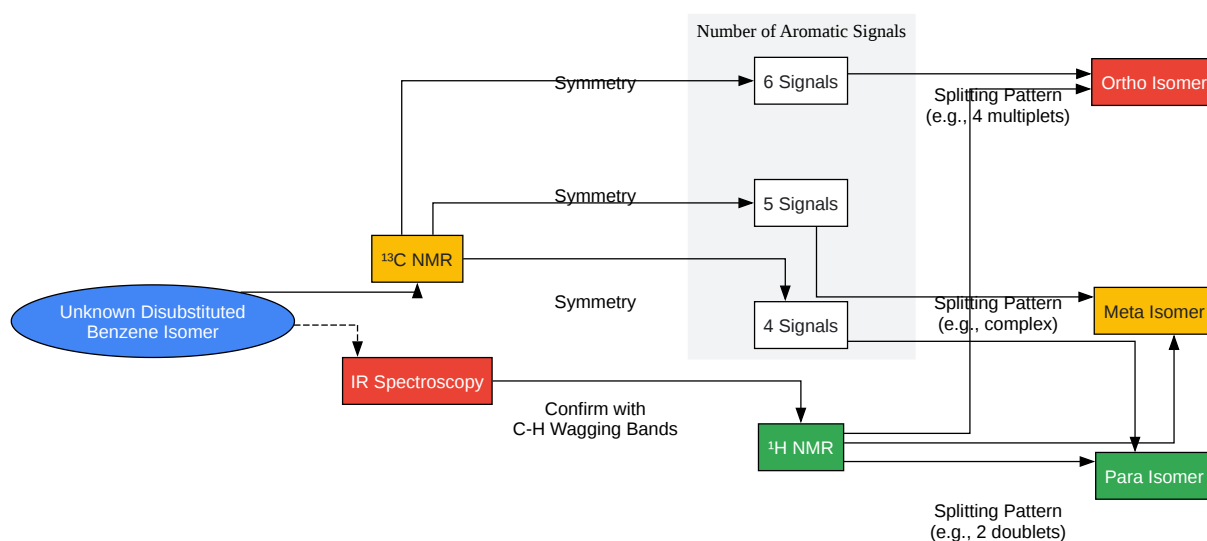 Number of Aromatic Signals
Symmetry
6 Signals
Ortho Isomer
Splitting Pattern
(e.g., 4 multiplets)
Symmetry
5 Signals
¹³C NMR
Symmetry
Unknown Disubstituted
Benzene Isomer
4 Signals
Splitting Pattern
(e.g., complex)
Meta Isomer
IR Spectroscopy
Confirm with
C-H Wagging Bands
¹H NMR
Para Isomer
Splitting Pattern
(e.g., 2 doublets)